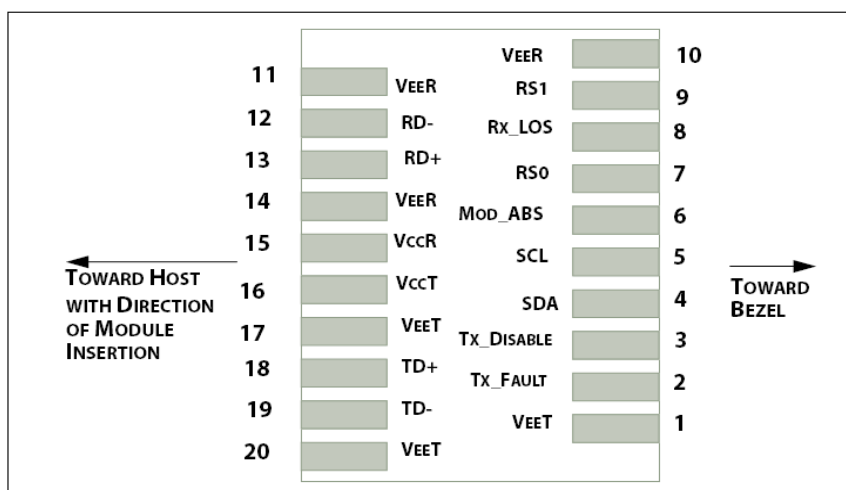 11 VEER
12 RD-
13 RD+
14 VEER
15 VCCR
16 VCCT
17 VEET
18 TD+
19 TD-
20 VEET
VEER 10
RS1 9
RX_LOS 8
RS0 7
MOD_ABS 6
SCL 5
SDA 4
TX_DISABLE 3
TX_FAULT 2
VEET 1
TOWARD HOST
WITH DIRECTION
OF MODULE
INSERTION
TOWARD
BEZEL